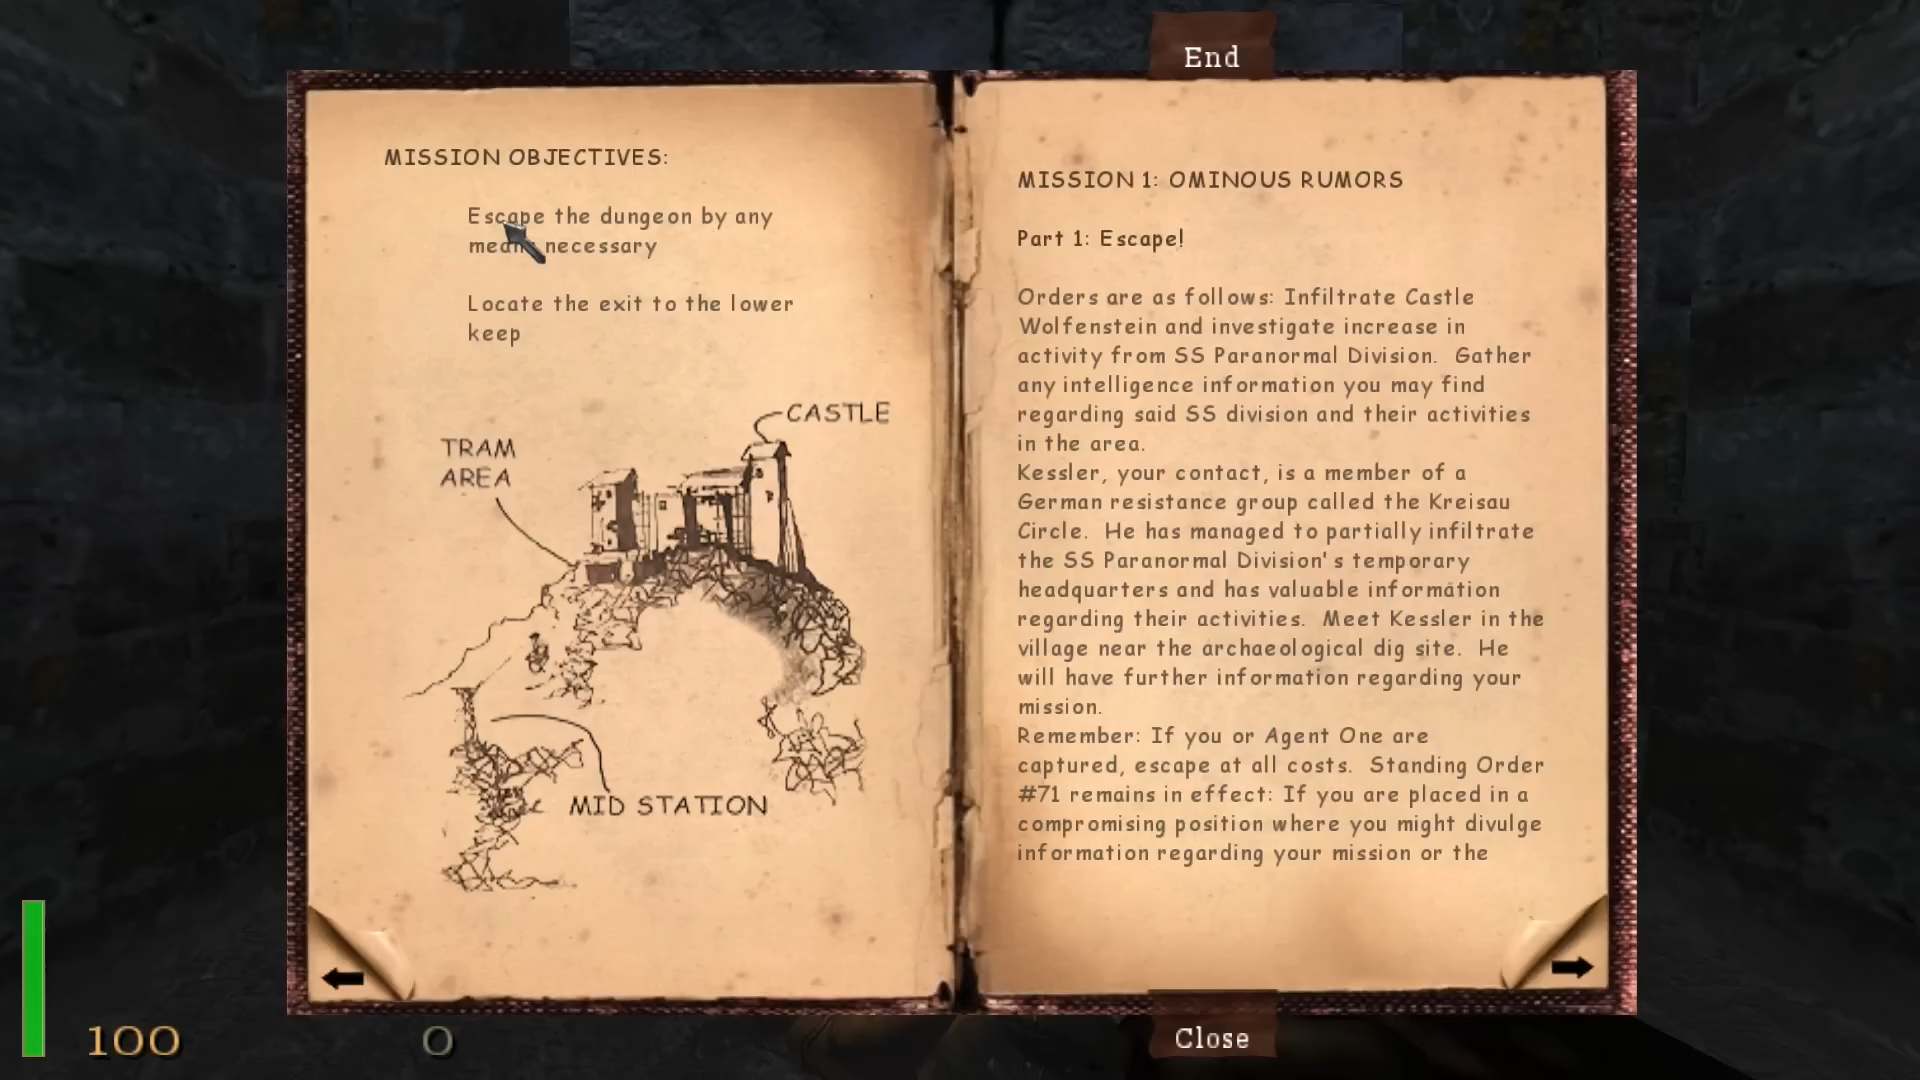 End
MISSION OBJECTIVES:
Escape the dungeon by any
means necessary
Locate the exit to the lower
keep
CASTLE
TRAM
AREA
MID STATION
MISSION 1: OMINOUS RUMORS
Part 1: Escape!
Orders are as follows: Infiltrate Castle
Wolfenstein and investigate increase in
activity from SS Paranormal Division.  Gather
any intelligence information you may find
regarding said SS division and their activities
in the area.
Kessler, your contact, is a member of a
German resistance group called the Kreisau
Circle.  He has managed to partially infiltrate
the SS Paranormal Division's temporary
headquarters and has valuable information
regarding their activities.  Meet Kessler in the
village near the archaeological dig site.  He
will have further information regarding your
mission.
Remember: If you or Agent One are
captured, escape at all costs.  Standing Order
#71 remains in effect: If you are placed in a
compromising position where you might divulge
information regarding your mission or the
100
0
Close